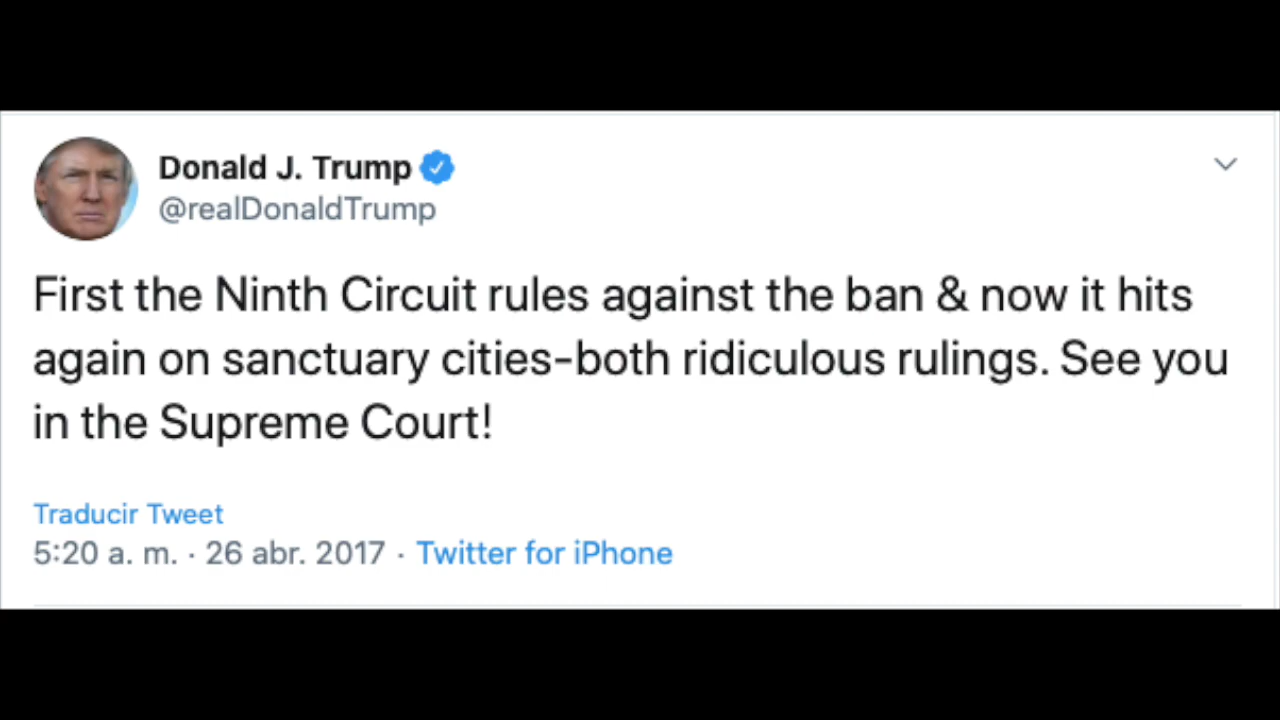 Donald J. Trump
@realDonaldTrump
First the Ninth Circuit rules against the ban & now it hits
again on sanctuary cities-both ridiculous rulings. See you
in the Supreme Court!
Traducir Tweet
5:20 a. m. · 26 abr. 2017 · Twitter for iPhone